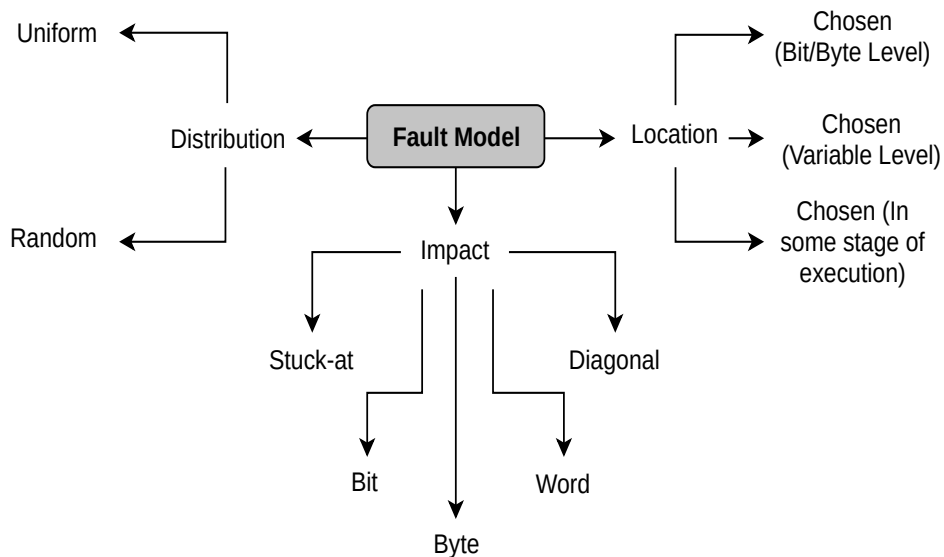 Uniform
Chosen
(Bit/Byte Level)
Distribution
Fault Model
Location
Chosen
(Variable Level)
Random
Chosen (In
some stage of
execution)
Impact
Stuck-at
Diagonal
Bit
Word
Byte